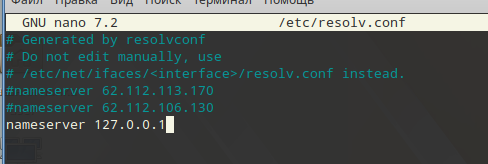 Файл Правка Вид Поиск Терминал Помощь
GNU nano 7.2 /etc/resolv.conf
# Generated by resolvconf
# Do not edit manually, use
# /etc/net/ifaces/<interface>/resolv.conf instead.
#nameserver 62.112.113.170
#nameserver 62.112.106.130
nameserver 127.0.0.1